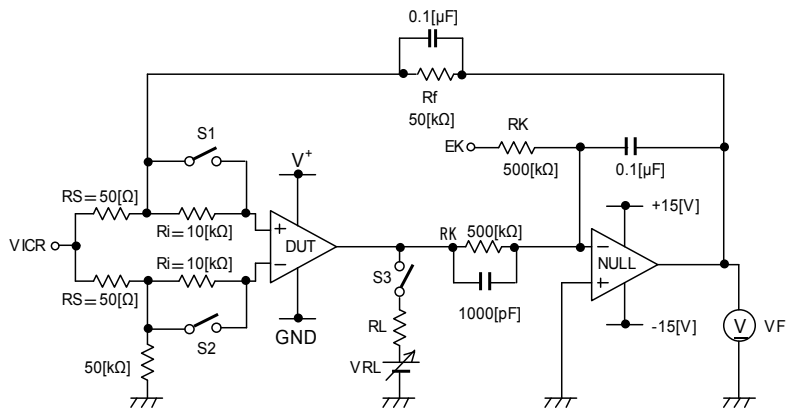 0.1[µF]
Rf
50[kΩ]
S1
RK
EK
500[kΩ]
0.1[µF]
V+
RS=50[Ω]
+15[V]
Ri=10[kΩ]
RK
500[kΩ]
VICR
+
DUT
−
Ri=10[kΩ]
−
NULL
+
S3
RS=50[Ω]
1000[pF]
V
VF
S2
GND
RL
-15[V]
50[kΩ]
VRL